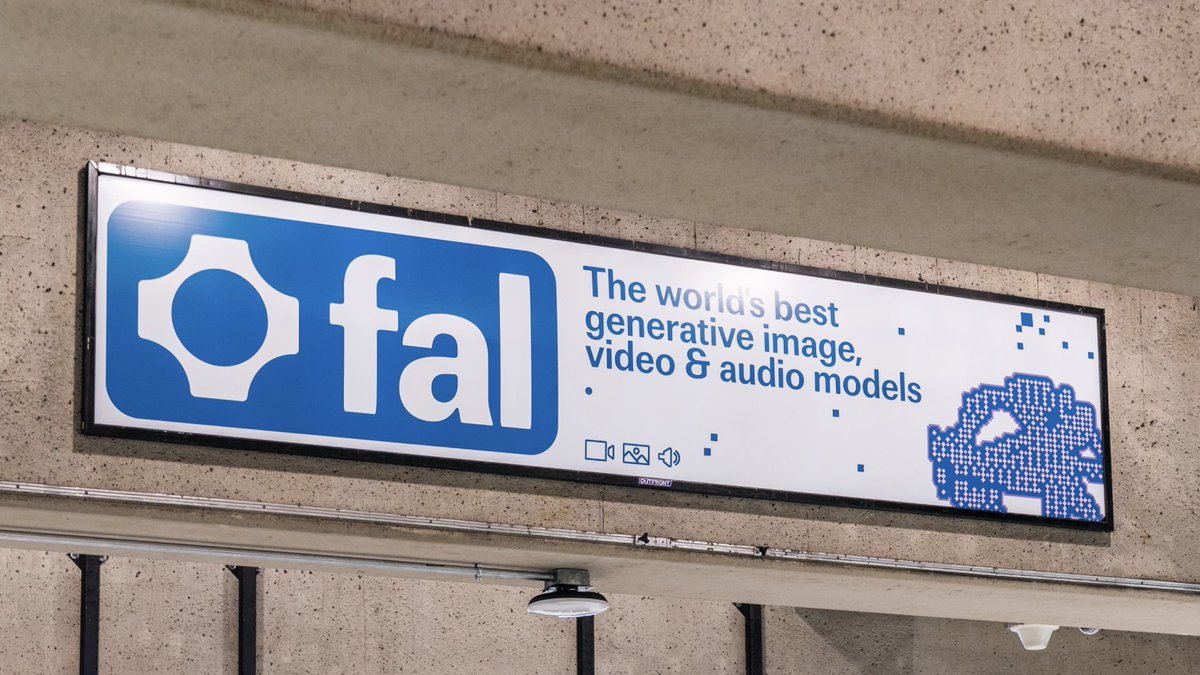 fal
The world's best
generative image,
video & audio models
OUTFRONT